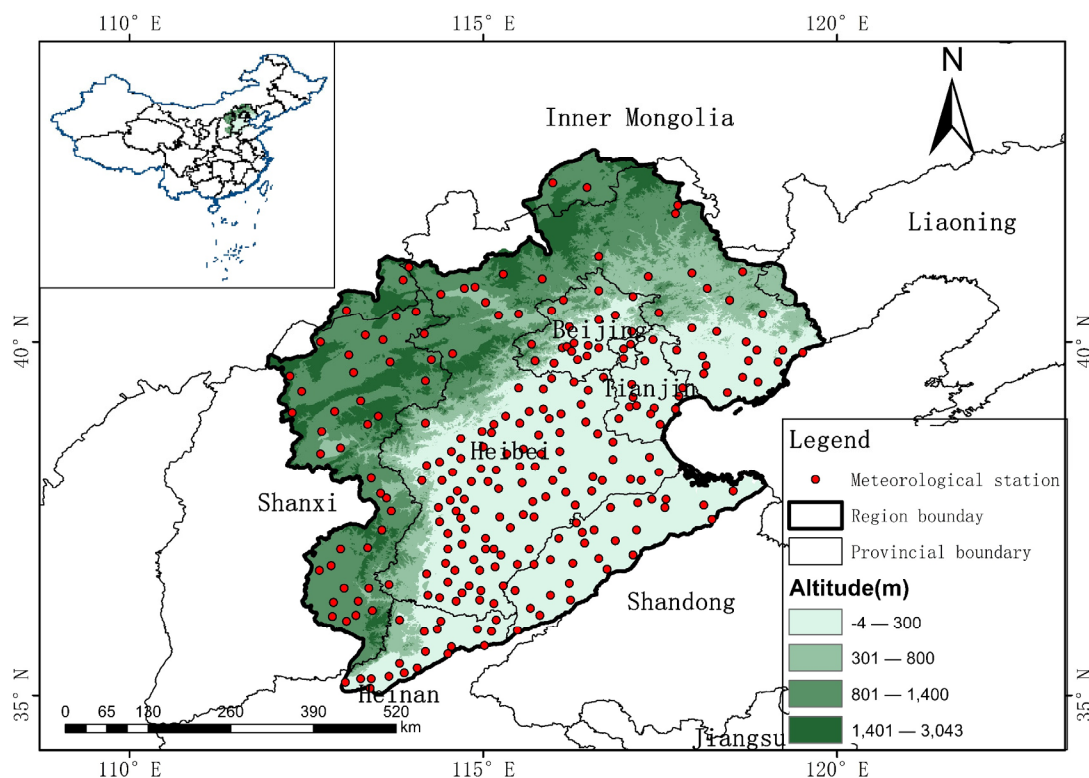 110° E
115° E
120° E
N
Inner Mongolia
Liaoning
40° N
40° N
Beijing
Tianjin
Heibei
Shanxi
Shandong
Heinan
Jiangsu
35° N
35° N
Legend
Meteorological station
Region bounday
Provincial boundary
Altitude(m)
-4 — 300
301 — 800
801 — 1,400
1,401 — 3,043
0 65 130 260 390 520
km
110° E
115° E
120° E